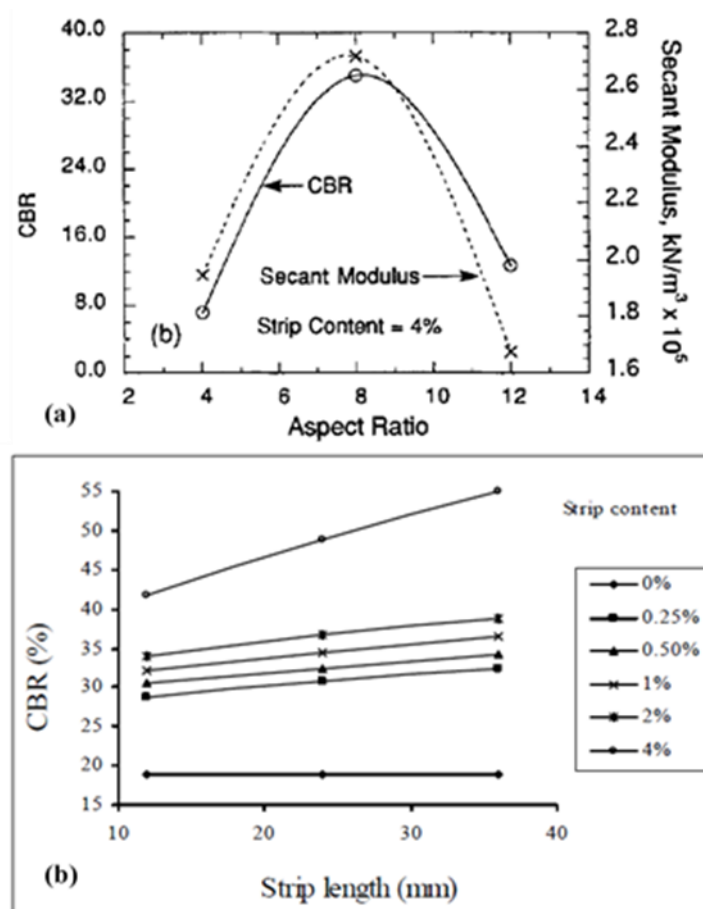 40.0
32.0
24.0
16.0
8.0
0.0
CBR
2.8
2.6
2.4
2.2
2.0
1.8
1.6
Secant Modulus, kN/m³ x 10⁵
CBR
Secant Modulus
(b)
Strip Content = 4%
2 4 6 8 10 12 14
(a)
Aspect Ratio
55
50
45
40
35
30
25
20
15
CBR (%)
Strip content
0%
0.25%
0.50%
1%
2%
4%
10 20 30 40
(b)
Strip length (mm)